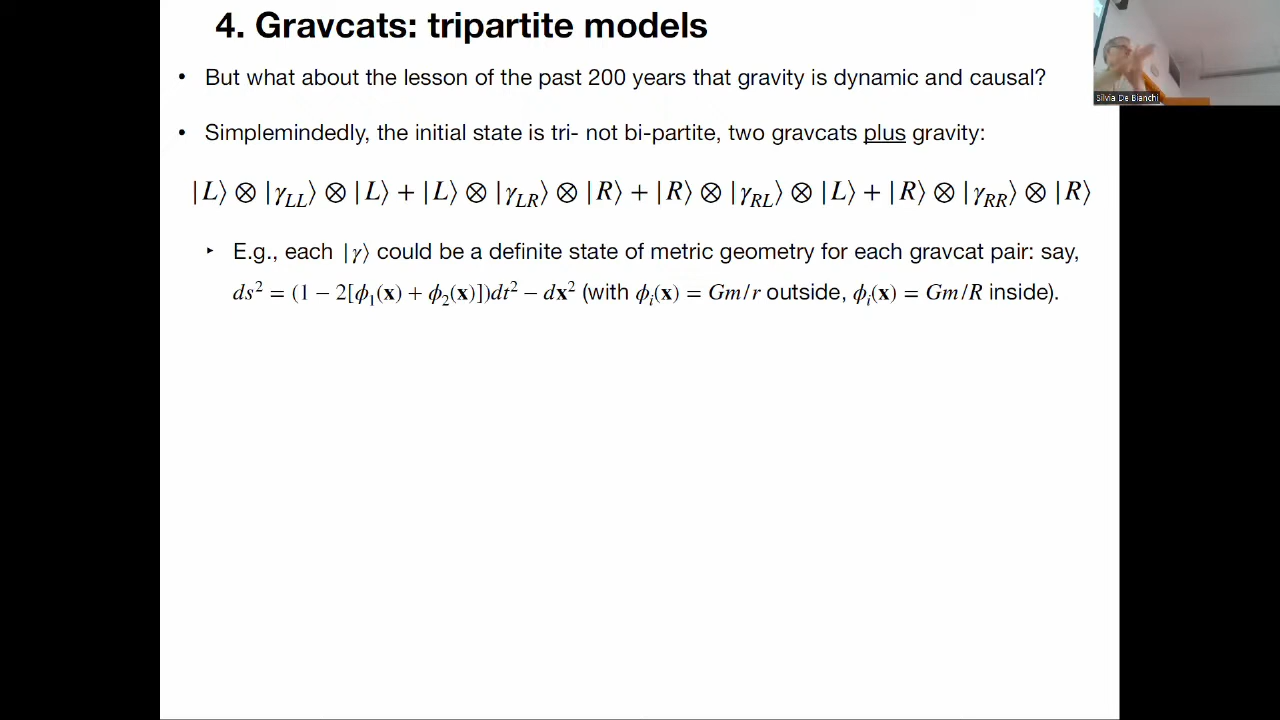 4. Gravcats: tripartite models
• But what about the lesson of the past 200 years that gravity is dynamic and causal?
• Simplemindedly, the initial state is tri- not bi-partite, two gravcats plus gravity:
|L⟩ ⊗ |γ_LL⟩ ⊗ |L⟩ + |L⟩ ⊗ |γ_LR⟩ ⊗ |R⟩ + |R⟩ ⊗ |γ_RL⟩ ⊗ |L⟩ + |R⟩ ⊗ |γ_RR⟩ ⊗ |R⟩
‣ E.g., each |γ⟩ could be a definite state of metric geometry for each gravcat pair: say,
ds² = (1 − 2[ϕ₁(x) + ϕ₂(x)])dt² − dx² (with ϕᵢ(x) = Gm/r outside, ϕᵢ(x) = Gm/R inside).
Silvia De Bianchi